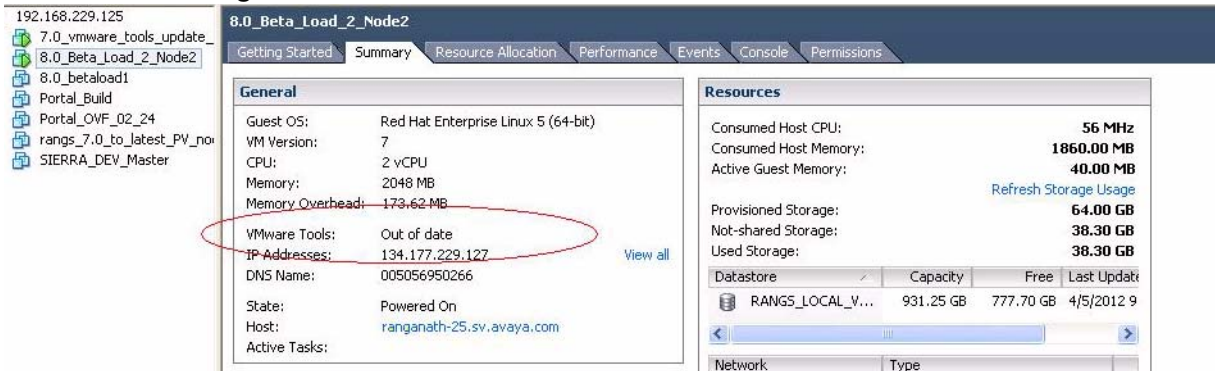 192.168.229.125
7.0_vmware_tools_update_
8.0_Beta_Load_2_Node2
8.0_betaload1
Portal_Build
Portal_OVF_02_24
rangs_7.0_to_latest_PV_no
SIERRA_DEV_Master
8.0_Beta_Load_2_Node2
Getting Started Summary Resource Allocation Performance Events Console Permissions
General
Guest OS: Red Hat Enterprise Linux 5 (64-bit)
VM Version: 7
CPU: 2 vCPU
Memory: 2048 MB
Memory Overhead: 173.62 MB
VMware Tools: Out of date
IP Addresses: 134.177.229.127 View all
DNS Name: 005056950266
State: Powered On
Host: ranganath-25.sv.avaya.com
Active Tasks:
Resources
Consumed Host CPU: 56 MHz
Consumed Host Memory: 1860.00 MB
Active Guest Memory: 40.00 MB
Refresh Storage Usage
Provisioned Storage: 64.00 GB
Not-shared Storage: 38.30 GB
Used Storage: 38.30 GB
Datastore Capacity Free Last Update
RANGS_LOCAL_V... 931.25 GB 777.70 GB 4/5/2012 9
Network Type